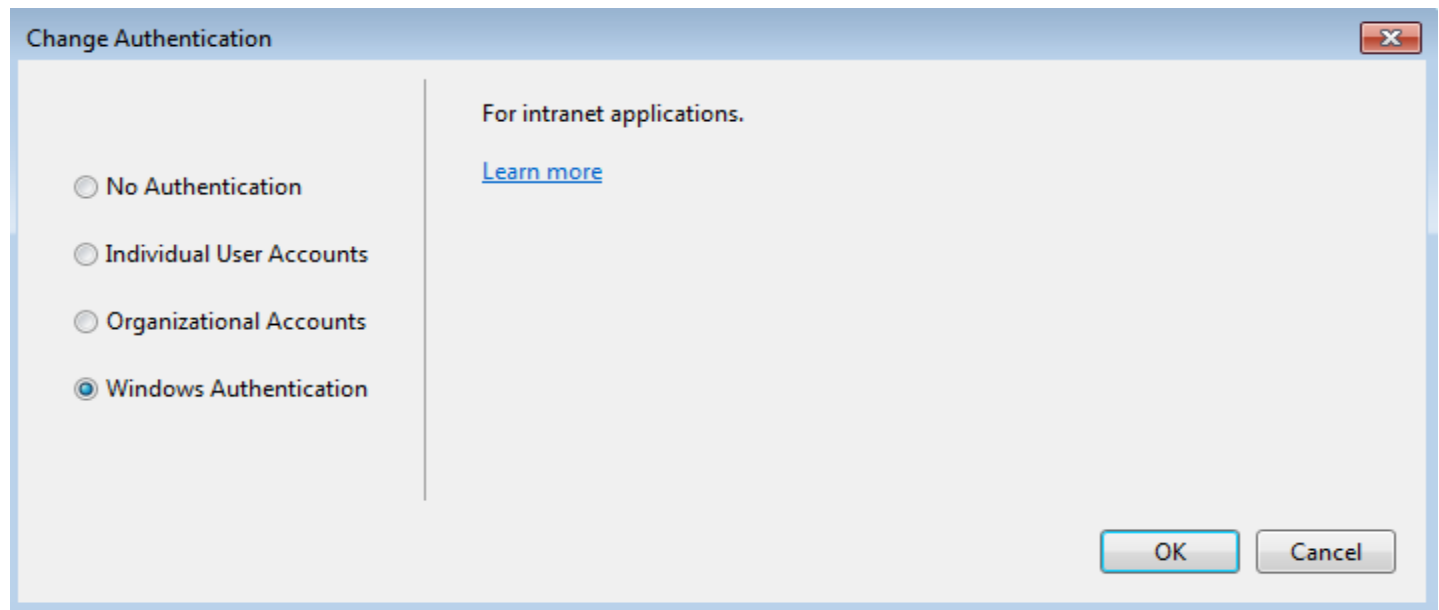 Change Authentication
No Authentication
Individual User Accounts
Organizational Accounts
Windows Authentication
For intranet applications.
Learn more
OK
Cancel